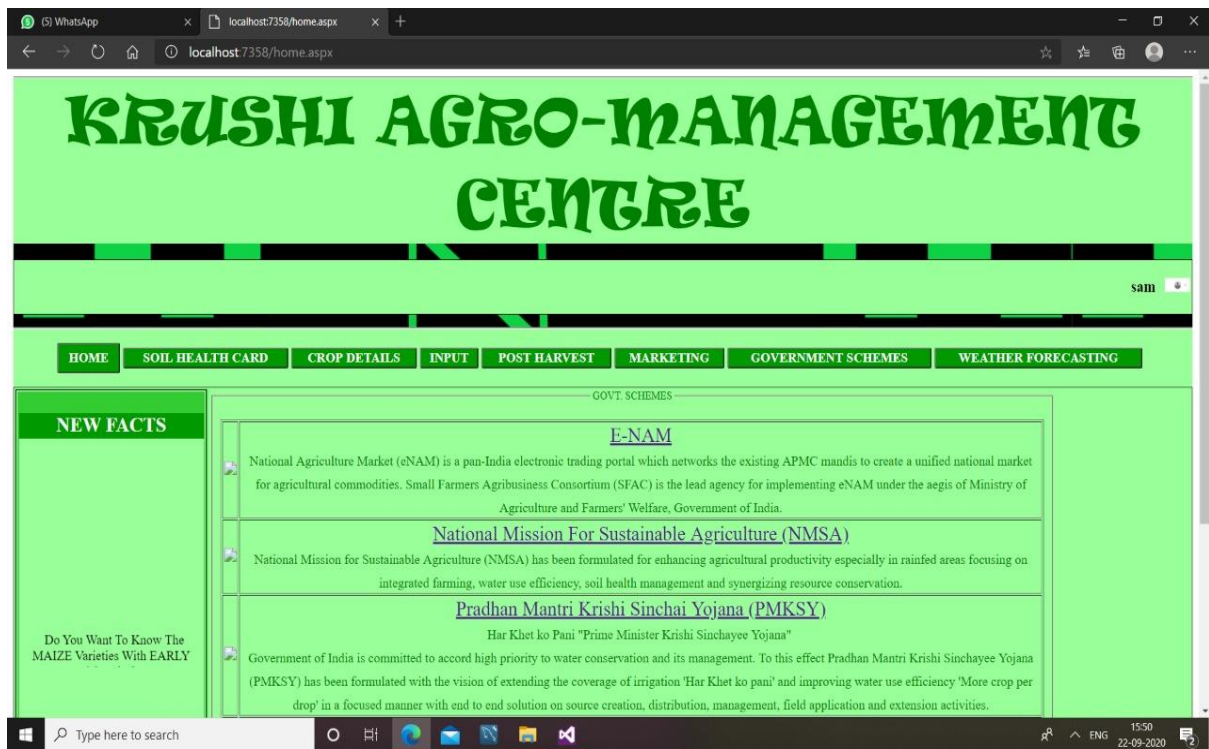 (5) WhatsApp
localhost:7358/home.aspx
localhost:7358/home.aspx
KRUSHI AGRO-MANAGEMENT
CENTRE
sam
HOME SOIL HEALTH CARD CROP DETAILS INPUT POST HARVEST MARKETING GOVERNMENT SCHEMES WEATHER FORECASTING
NEW FACTS
Do You Want To Know The
MAIZE Varieties With EARLY
GOVT. SCHEMES
E-NAM
National Agriculture Market (eNAM) is a pan-India electronic trading portal which networks the existing APMC mandis to create a unified national market
for agricultural commodities. Small Farmers Agribusiness Consortium (SFAC) is the lead agency for implementing eNAM under the aegis of Ministry of
Agriculture and Farmers' Welfare, Government of India.
National Mission For Sustainable Agriculture (NMSA)
National Mission for Sustainable Agriculture (NMSA) has been formulated for enhancing agricultural productivity especially in rainfed areas focusing on
integrated farming, water use efficiency, soil health management and synergizing resource conservation.
Pradhan Mantri Krishi Sinchai Yojana (PMKSY)
Har Khet ko Pani "Prime Minister Krishi Sinchayee Yojana"
Government of India is committed to accord high priority to water conservation and its management. To this effect Pradhan Mantri Krishi Sinchayee Yojana
(PMKSY) has been formulated with the vision of extending the coverage of irrigation 'Har Khet ko pani' and improving water use efficiency 'More crop per
drop' in a focused manner with end to end solution on source creation, distribution, management, field application and extension activities.
Type here to search
ENG
15:50
22-09-2020
2